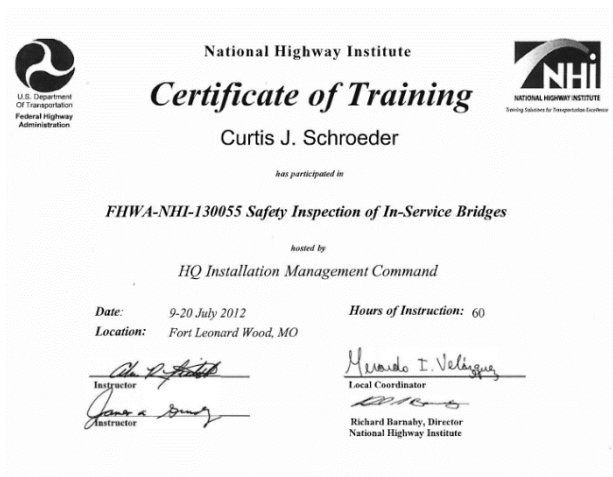 National Highway Institute
U.S. Department
Of Transportation
Federal Highway
Administration
NHi
NATIONAL HIGHWAY INSTITUTE
Training Solutions for Transportation Excellence
Certificate of Training
Curtis J. Schroeder
has participated in
FHWA-NHI-130055 Safety Inspection of In-Service Bridges
hosted by
HQ Installation Management Command
Date: 9-20 July 2012
Hours of Instruction: 60
Location: Fort Leonard Wood, MO
Instructor
I. Velázquez
Local Coordinator
Instructor
Richard Barnaby, Director
National Highway Institute